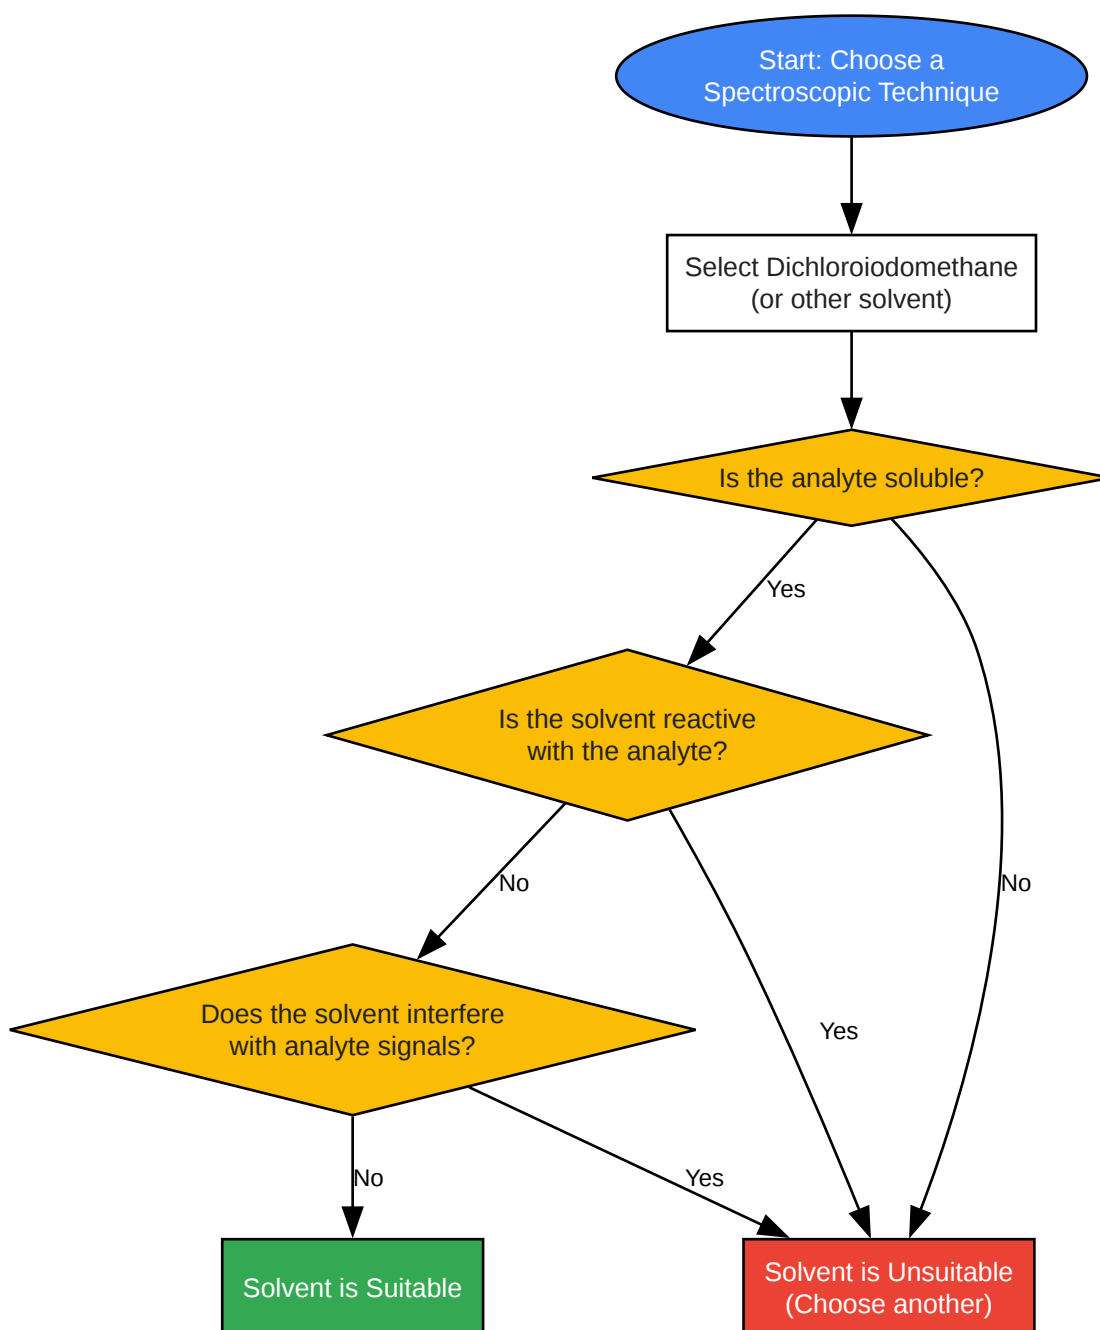 Start: Choose a
Spectroscopic Technique
Select Dichloroiodomethane
(or other solvent)
Is the analyte soluble?
Yes
Is the solvent reactive
with the analyte?
No
No
Does the solvent interfere
with analyte signals?
Yes
No
Yes
Solvent is Suitable
Solvent is Unsuitable
(Choose another)